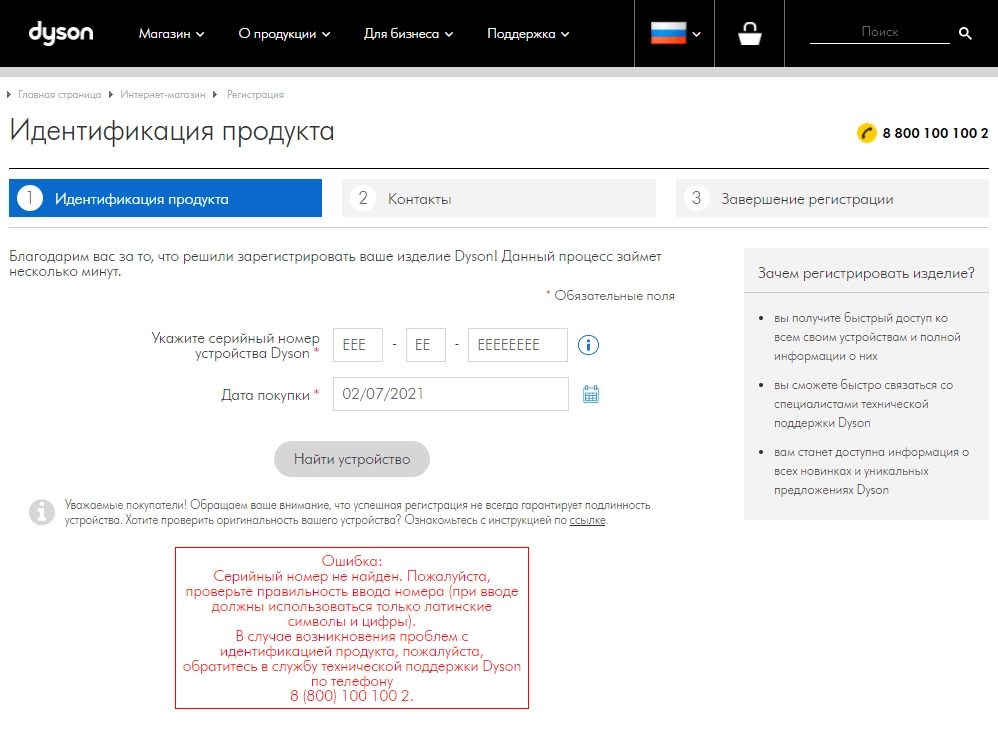 dyson
Магазин
О продукции
Для бизнеса
Поддержка
Поиск
Главная страница
Интернет-магазин
Регистрация
Идентификация продукта
8 800 100 100 2
1 Идентификация продукта
2 Контакты
3 Завершение регистрации
Благодарим вас за то, что решили зарегистрировать ваше изделие Dyson! Данный процесс займет
несколько минут.
* Обязательные поля
Укажите серийный номер
устройства Dyson *
EEE - EE - EEEEEEEE
Дата покупки *
02/07/2021
Найти устройство
Уважаемые покупатели! Обращаем ваше внимание, что успешная регистрация не всегда гарантирует подлинность
устройства. Хотите проверить оригинальность вашего устройства? Ознакомьтесь с инструкцией по ссылке.
Ошибка:
Серийный номер не найден. Пожалуйста,
проверьте правильность ввода номера (при вводе
должны использоваться только латинские
символы и цифры).
В случае возникновения проблем с
идентификацией продукта, пожалуйста,
обратитесь в службу технической поддержки Dyson
по телефону
8 (800) 100 100 2.
Зачем регистрировать изделие?
вы получите быстрый доступ ко
всем своим устройствам и полной
информации о них
вы сможете быстро связаться со
специалистами технической
поддержки Dyson
вам станет доступна информация о
всех новинках и уникальных
предложениях Dyson